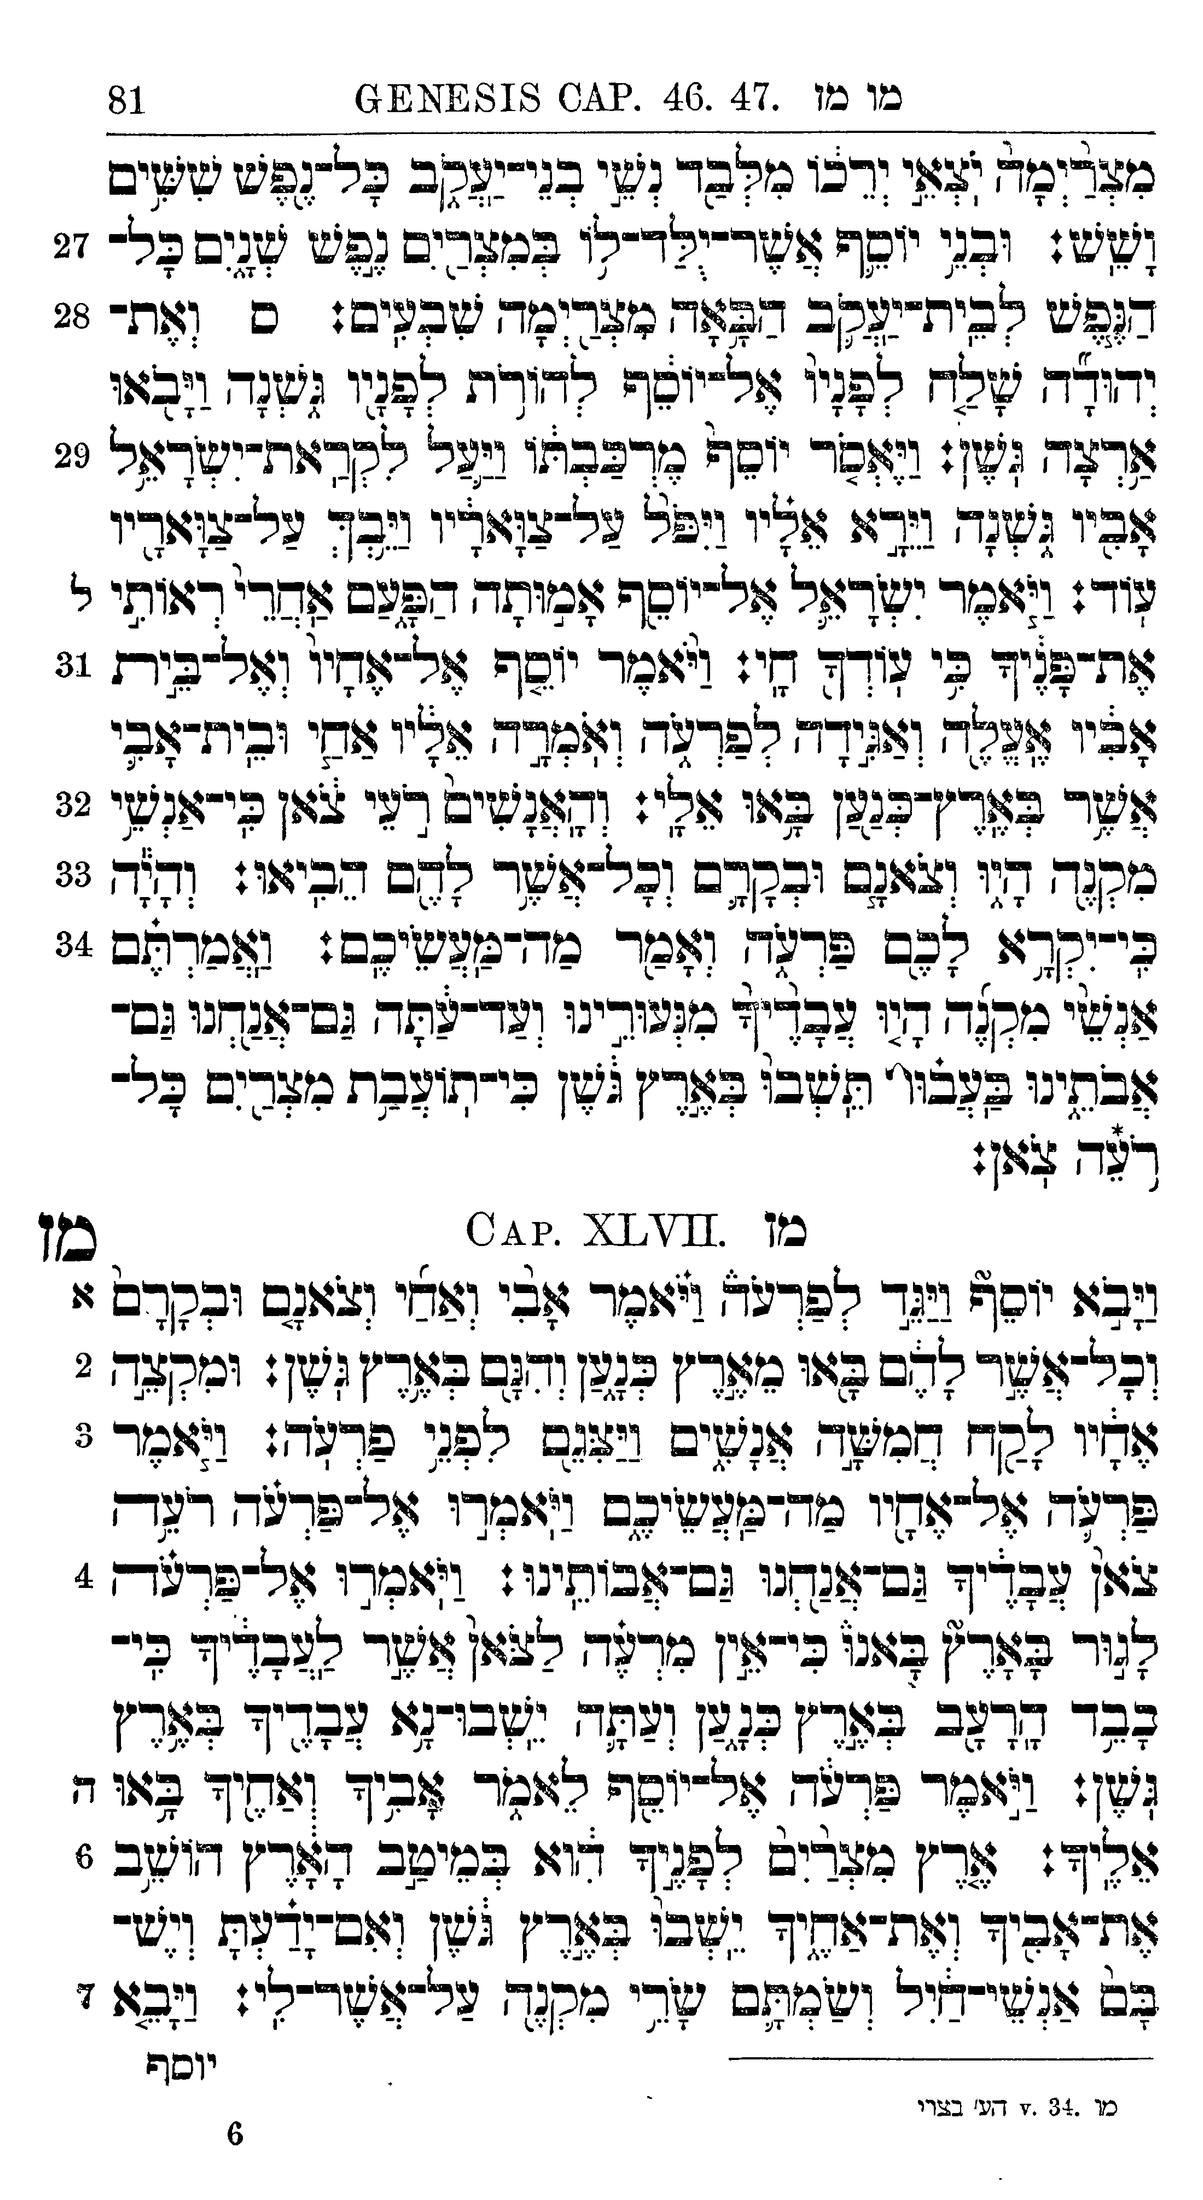 81 GENESIS CAP. 46. 47. מו מז
מִצְרַ֙יְמָה֙ יֹצְאֵ֣י יְרֵכ֔וֹ מִלְּבַ֖ד נְשֵׁ֣י בְנֵי־יַעֲקֹ֑ב כָּל־נֶ֖פֶשׁ שִׁשִּׁ֥ים
27 וָשֵֽׁשׁ׃ וּבְנֵ֥י יוֹסֵ֛ף אֲשֶׁר־יֻלַּד־ל֥וֹ בְמִצְרַ֖יִם נֶ֣פֶשׁ שְׁנָ֑יִם כָּל־
28 הַנֶּ֧פֶשׁ לְבֵֽית־יַעֲקֹ֛ב הַבָּ֥אָה מִצְרַ֖יְמָה שִׁבְעִֽים׃ ס וְאֶת־
יְהוּדָ֞ה שָׁלַ֤ח לְפָנָיו֙ אֶל־יוֹסֵ֔ף לְהוֹרֹ֥ת לְפָנָ֖יו גֹּ֑שְׁנָה וַיָּבֹ֖אוּ
29 אַ֥רְצָה גֹּֽשֶׁן׃ וַיֶּאְסֹ֤ר יוֹסֵף֙ מֶרְכַּבְתּ֔וֹ וַיַּ֛עַל לִקְרַֽאת־יִשְׂרָאֵ֥ל
אָבִ֖יו גֹּ֑שְׁנָה וַיֵּרָ֣א אֵלָ֗יו וַיִּפֹּל֙ עַל־צַוָּארָ֔יו וַיֵּ֥בְךְּ עַל־צַוָּארָ֖יו
ל עֽוֹד׃ וַיֹּ֧אמֶר יִשְׂרָאֵ֛ל אֶל־יוֹסֵ֖ף אָמ֣וּתָה הַפָּ֑עַם אַחֲרֵי֙ רְאוֹתִ֣י
31 אֶת־פָּנֶ֔יךָ כִּ֥י עֽוֹדְךָ֖ חָֽי׃ וַיֹּ֨אמֶר יוֹסֵ֤ף אֶל־אֶחָיו֙ וְאֶל־בֵּ֣ית
אָבִ֔יו אֶֽעֱלֶ֖ה וְאַגִּ֣ידָה לְפַרְעֹ֑ה וְאֹֽמְרָ֣ה אֵלָ֔יו אַחַ֧י וּבֵֽית־אָבִ֛י
32 אֲשֶׁ֥ר בְּאֶֽרֶץ־כְּנַ֖עַן בָּ֥אוּ אֵלָֽי׃ וְהָֽאֲנָשִׁים֙ רֹ֣עֵי צֹ֔אן כִּֽי־אַנְשֵׁ֥י
33 מִקְנֶ֖ה הָי֑וּ וְצֹאנָ֧ם וּבְקָרָ֛ם וְכָל־אֲשֶׁ֥ר לָהֶ֖ם הֵבִֽיאוּ׃ וְהָיָ֕ה
34 כִּֽי־יִקְרָ֥א לָכֶ֖ם פַּרְעֹ֑ה וְאָמַ֖ר מַה־מַּֽעֲשֵׂיכֶֽם׃ וַאֲמַרְתֶּ֗ם
אַנְשֵׁ֨י מִקְנֶ֜ה הָי֤וּ עֲבָדֶ֙יךָ֙ מִנְּעוּרֵ֣ינוּ וְעַד־עַ֔תָּה גַּם־אֲנַ֖חְנוּ גַּם־
אֲבֹתֵ֑ינוּ בַּעֲב֗וּר תֵּֽשְׁבוּ֙ בְּאֶ֣רֶץ גֹּ֔שֶׁן כִּֽי־תוֹעֲבַ֥ת מִצְרַ֖יִם כָּל־
רֹ֥עֵה* צֹֽאן׃
מז CAP. XLVII. מז
א וַיָּבֹ֣א יוֹסֵף֮ וַיַּגֵּ֣ד לְפַרְעֹה֒ וַיֹּ֗אמֶר אָבִ֨י וְאַחַ֜י וְצֹאנָ֤ם וּבְקָרָם֙
2 וְכָל־אֲשֶׁ֣ר לָהֶ֔ם בָּ֖אוּ מֵאֶ֣רֶץ כְּנָ֑עַן וְהִנָּ֖ם בְּאֶ֥רֶץ גֹּֽשֶׁן׃ וּמִקְצֵ֣ה
3 אֶחָ֔יו לָקַ֖ח חֲמִשָּׁ֣ה אֲנָשִׁ֑ים וַיַּצִּגֵ֖ם לִפְנֵ֥י פַרְעֹֽה׃ וַיֹּ֧אמֶר
פַּרְעֹ֛ה אֶל־אֶחָ֖יו מַה־מַּעֲשֵׂיכֶ֑ם וַיֹּאמְר֣וּ אֶל־פַּרְעֹ֗ה רֹעֵ֥ה
4 צֹאן֙ עֲבָדֶ֔יךָ גַּם־אֲנַ֖חְנוּ גַּם־אֲבוֹתֵֽינוּ׃ וַיֹּאמְר֣וּ אֶל־פַּרְעֹ֗ה
לָג֣וּר בָּאָרֶץ֮ בָּאנוּ֒ כִּי־אֵ֣ין מִרְעֶ֗ה לַצֹּאן֙ אֲשֶׁ֣ר לַעֲבָדֶ֔יךָ כִּֽי־
כָבֵ֥ד הָרָעָ֖ב בְּאֶ֣רֶץ כְּנָ֑עַן וְעַתָּ֛ה יֵֽשְׁבוּ־נָ֥א עֲבָדֶ֖יךָ בְּאֶ֥רֶץ
ה גֹּֽשֶׁן׃ וַיֹּ֣אמֶר פַּרְעֹ֔ה אֶל־יוֹסֵ֖ף לֵאמֹ֑ר אָבִ֥יךָ וְאַחֶ֖יךָ בָּ֥אוּ
6 אֵלֶֽיךָ׃ אֶ֤רֶץ מִצְרַ֙יִם֙ לְפָנֶ֣יךָ הִ֔וא בְּמֵיטַ֣ב הָאָ֔רֶץ הוֹשֵׁ֥ב
אֶת־אָבִ֖יךָ וְאֶת־אַחֶ֑יךָ יֵשְׁבוּ֙ בְּאֶ֣רֶץ גֹּ֔שֶׁן וְאִם־יָדַ֗עְתָּ וְיֶשׁ־
7 בָּם֙ אַנְשֵׁי־חַ֔יִל וְשַׂמְתָּ֛ם שָׂרֵ֥י מִקְנֶ֖ה עַל־אֲשֶׁר־לִֽי׃ וַיָּבֵ֤א
יוסף
מו v. 34. הע׳ בצרי
6